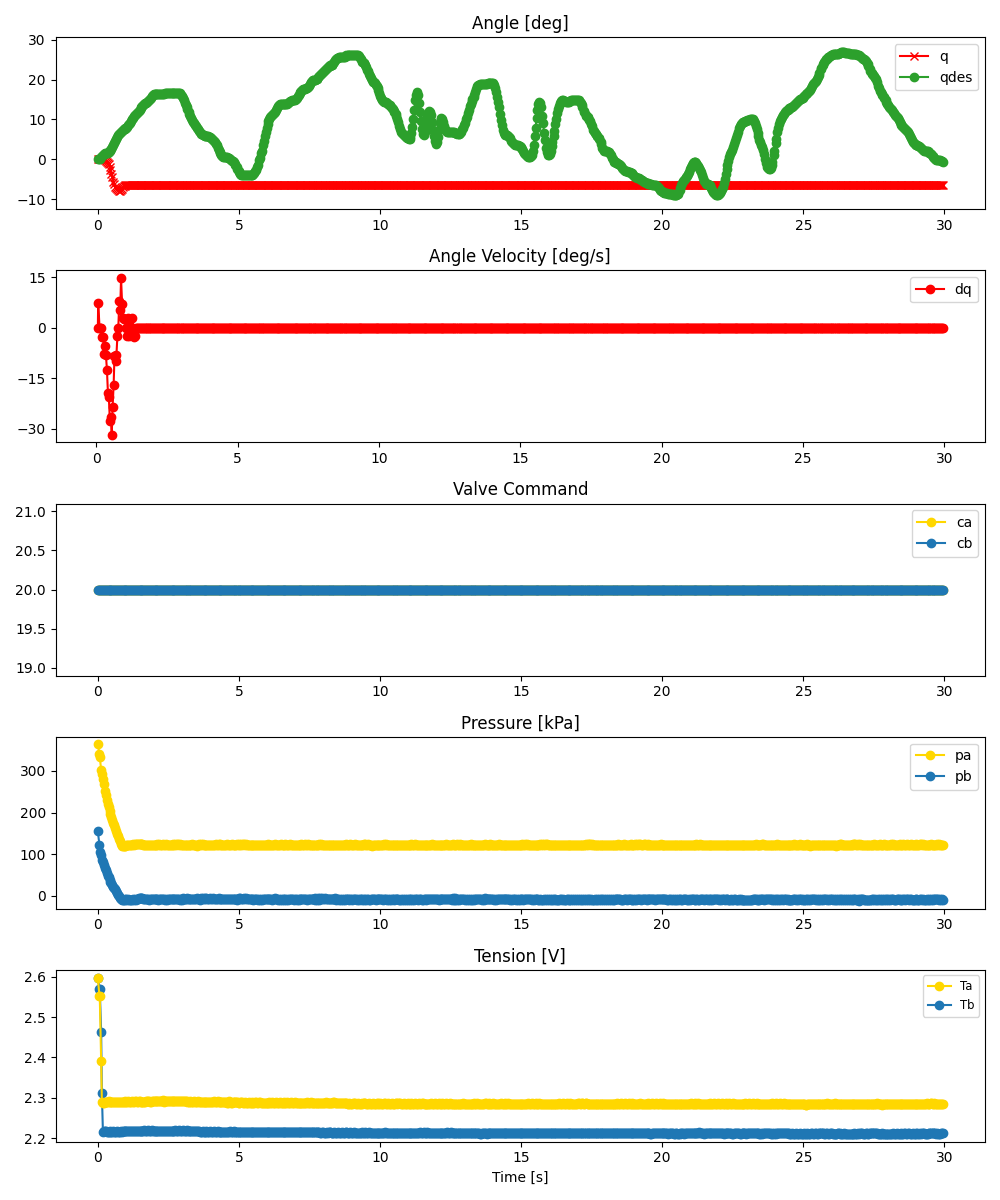 Angle [deg]
30
20
10
0
−10
q
qdes
0 5 10 15 20 25 30
Angle Velocity [deg/s]
15
0
−15
−30
dq
0 5 10 15 20 25 30
Valve Command
21.0
20.5
20.0
19.5
19.0
ca
cb
0 5 10 15 20 25 30
Pressure [kPa]
300
200
100
0
pa
pb
0 5 10 15 20 25 30
Tension [V]
2.6
2.5
2.4
2.3
2.2
Ta
Tb
0 5 10 15 20 25 30
Time [s]